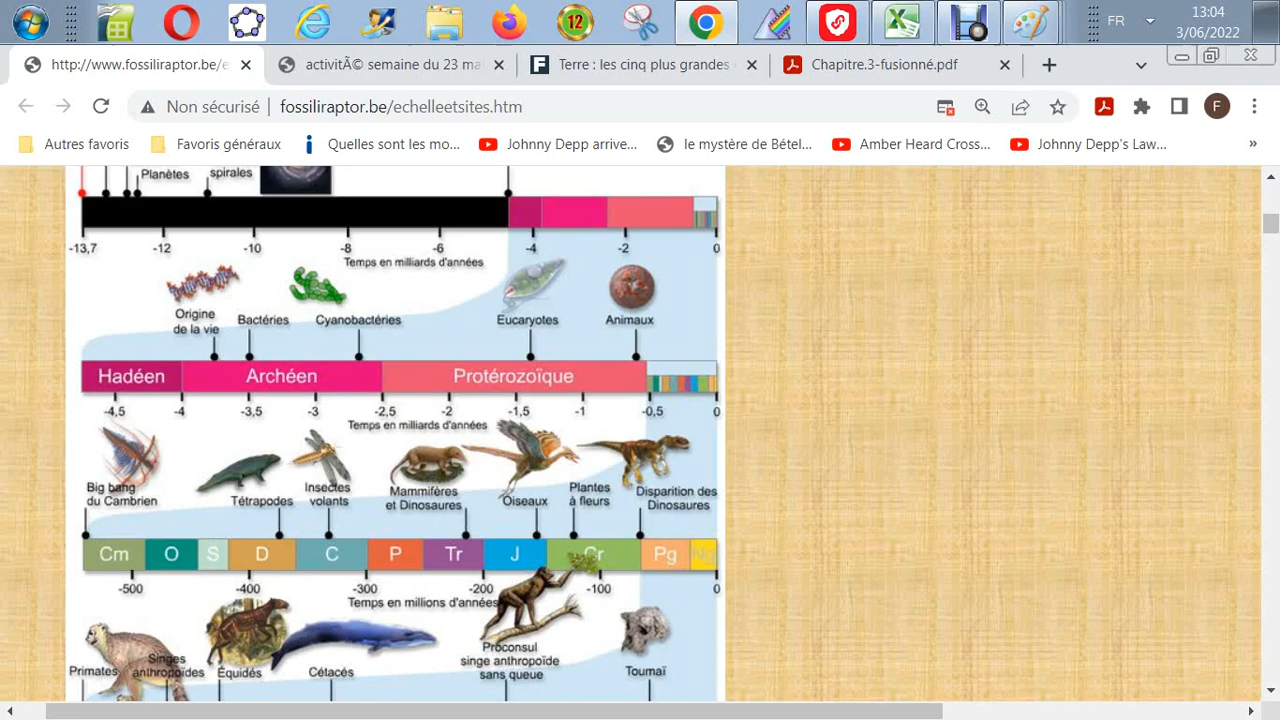 12
FR
13:04
3/06/2022
http://www.fossiliraptor.be/e
activitÃ© semaine du 23 ma
Terre : les cinq plus grandes
Chapitre.3-fusionné.pdf
Non sécurisé
fossiliraptor.be/echelleetsites.htm
F
Autres favoris
Favoris généraux
Quelles sont les mo...
Johnny Depp arrive...
le mystère de Bétel...
Amber Heard Cross...
Johnny Depp's Law...
»
Planètes
spirales
-13,7 -12 -10 -8 -6 -4 -2 0
Temps en milliards d'années
Origine
de la vie
Bactéries
Cyanobactéries
Eucaryotes
Animaux
Hadéen
Archéen
Protérozoïque
-4,5 -4 -3,5 -3 -2,5 -2 -1,5 -1 -0,5 0
Temps en milliards d'années
Big bang
du Cambrien
Tétrapodes
Insectes
volants
Mammifères
et Dinosaures
Oiseaux
Plantes
à fleurs
Disparition des
Dinosaures
Cm O S D C P Tr J Cr Pg Ng
-500 -400 -300 -200 -100 0
Temps en millions d'années
Primates
Singes
anthropoïdes
Équidés
Cétacés
Proconsul
singe anthropoïde
sans queue
Toumaï